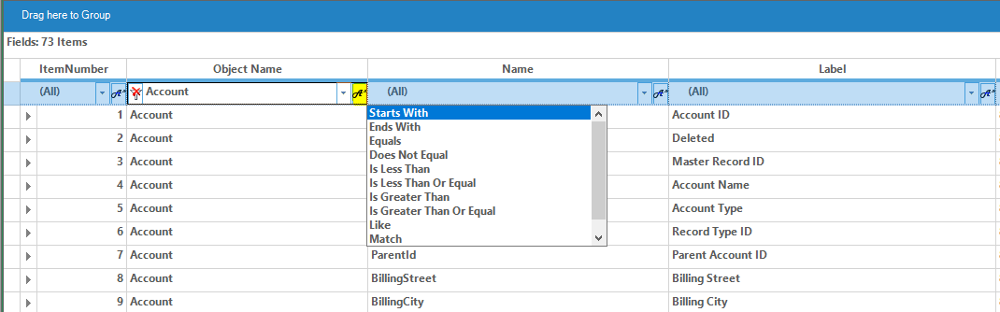 Drag here to Group
Fields: 73 Items
ItemNumber Object Name Name Label
(All) Account (All) (All)
Starts With
Ends With
Equals
Does Not Equal
Is Less Than
Is Less Than Or Equal
Is Greater Than
Is Greater Than Or Equal
Like
Match
1 Account Account ID
2 Account Deleted
3 Account Master Record ID
4 Account Account Name
5 Account Account Type
6 Account Record Type ID
7 Account ParentId Parent Account ID
8 Account BillingStreet Billing Street
9 Account BillingCity Billing City